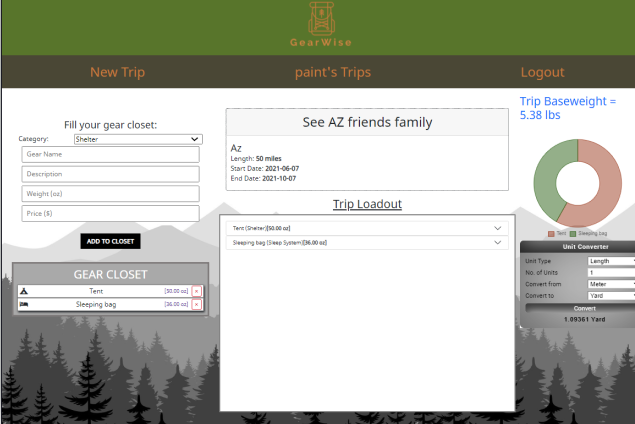 GearWise
New Trip
paint's Trips
Logout
Fill your gear closet:
Category: Shelter
Gear Name
Description
Weight (oz)
Price ($)
ADD TO CLOSET
GEAR CLOSET
Tent [50.00 oz] ×
Sleeping bag [36.00 oz] ×
See AZ friends family
Az
Length: 50 miles
Start Date: 2021-06-07
End Date: 2021-10-07
Trip Loadout
Tent (Shelter)[50.00 oz]
Sleeping bag (Sleep System)[36.00 oz]
Trip Baseweight =
5.38 lbs
Tent Sleeping bag
Unit Converter
Unit Type Length
No. of Units 1
Convert from Meter
Convert to Yard
Convert
1.09361 Yard